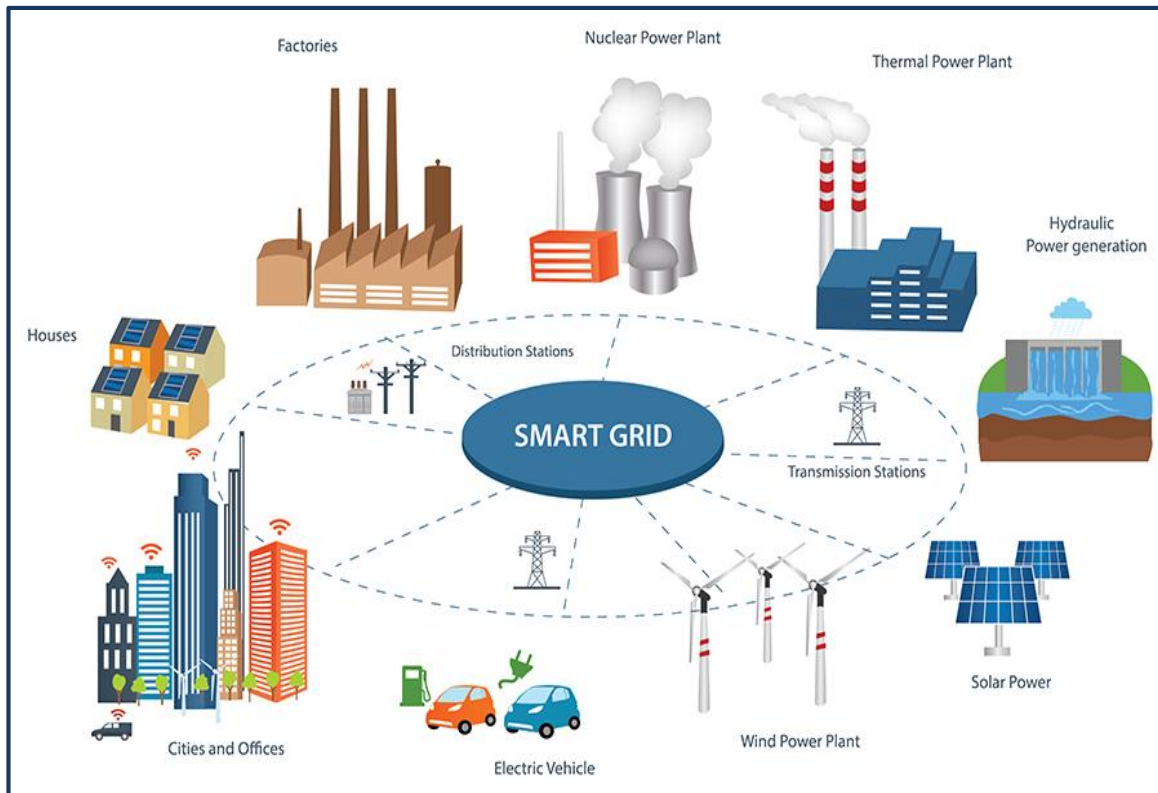 Factories
Nuclear Power Plant
Thermal Power Plant
Hydraulic
Power generation
Houses
Distribution Stations
SMART GRID
Transmission Stations
Solar Power
Wind Power Plant
Cities and Offices
Electric Vehicle